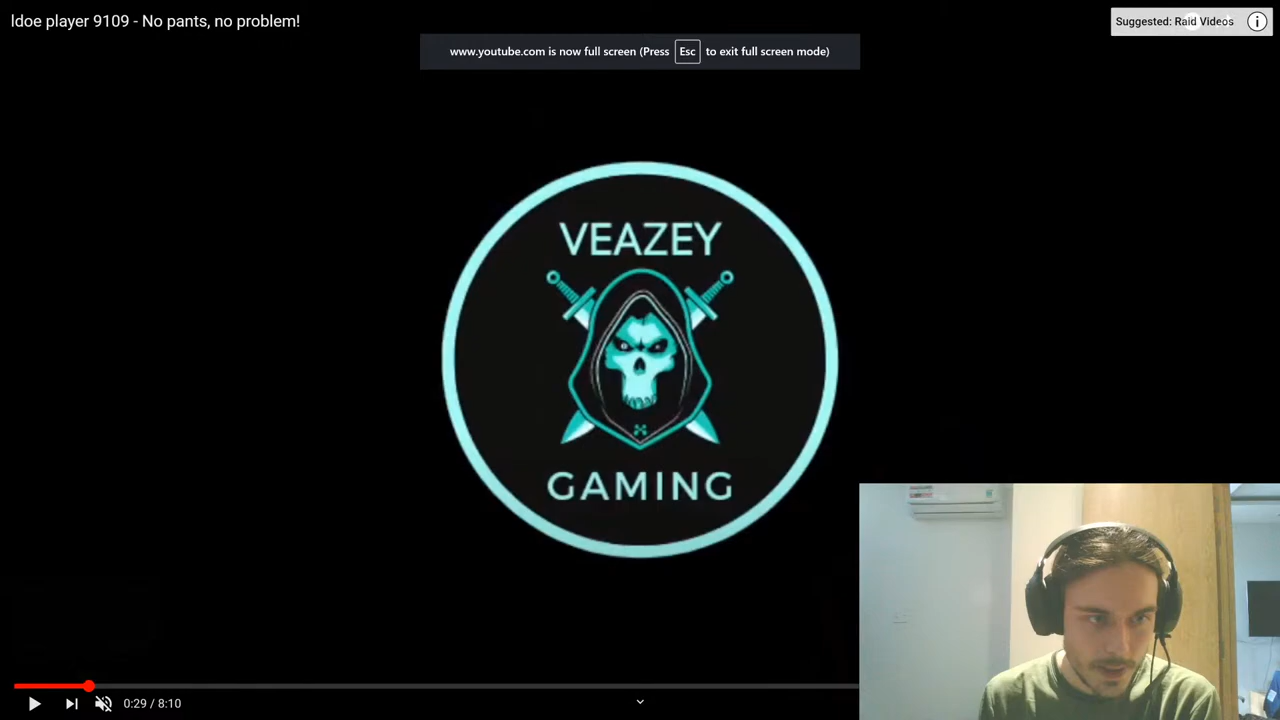 ldoe player 9109 - No pants, no problem!
Suggested: Raid Videos
www.youtube.com is now full screen (Press Esc to exit full screen mode)
VEAZEY
GAMING
0:29 / 8:10